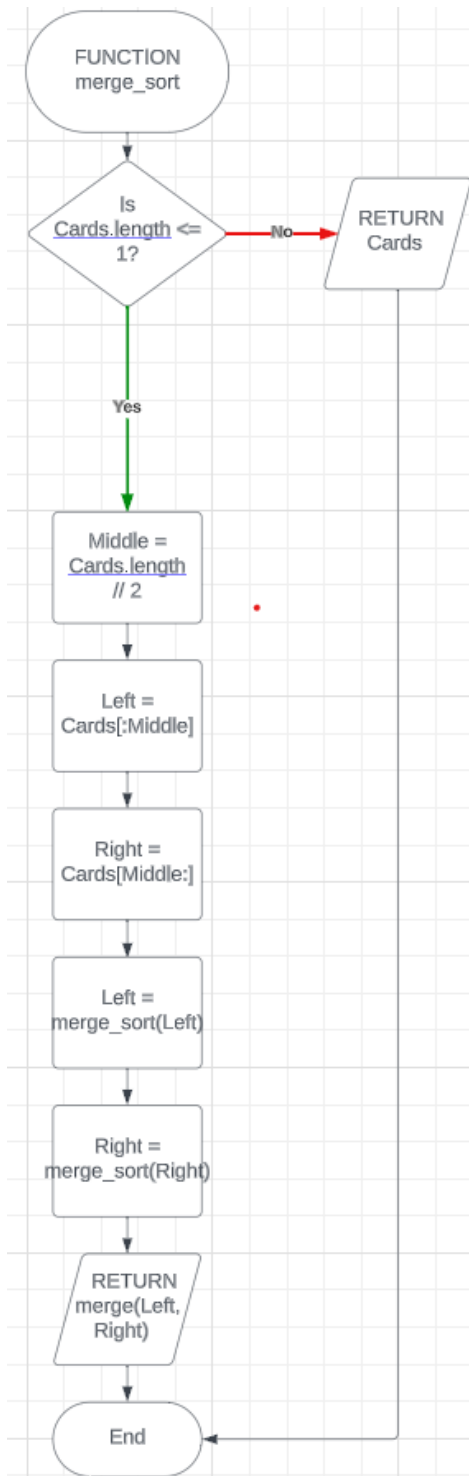 FUNCTION
merge_sort
Is
Cards.length <=
1?
No
RETURN
Cards
Yes
Middle =
Cards.length
// 2
Left =
Cards[:Middle]
Right =
Cards[Middle:]
Left =
merge_sort(Left)
Right =
merge_sort(Right)
RETURN
merge(Left,
Right)
End